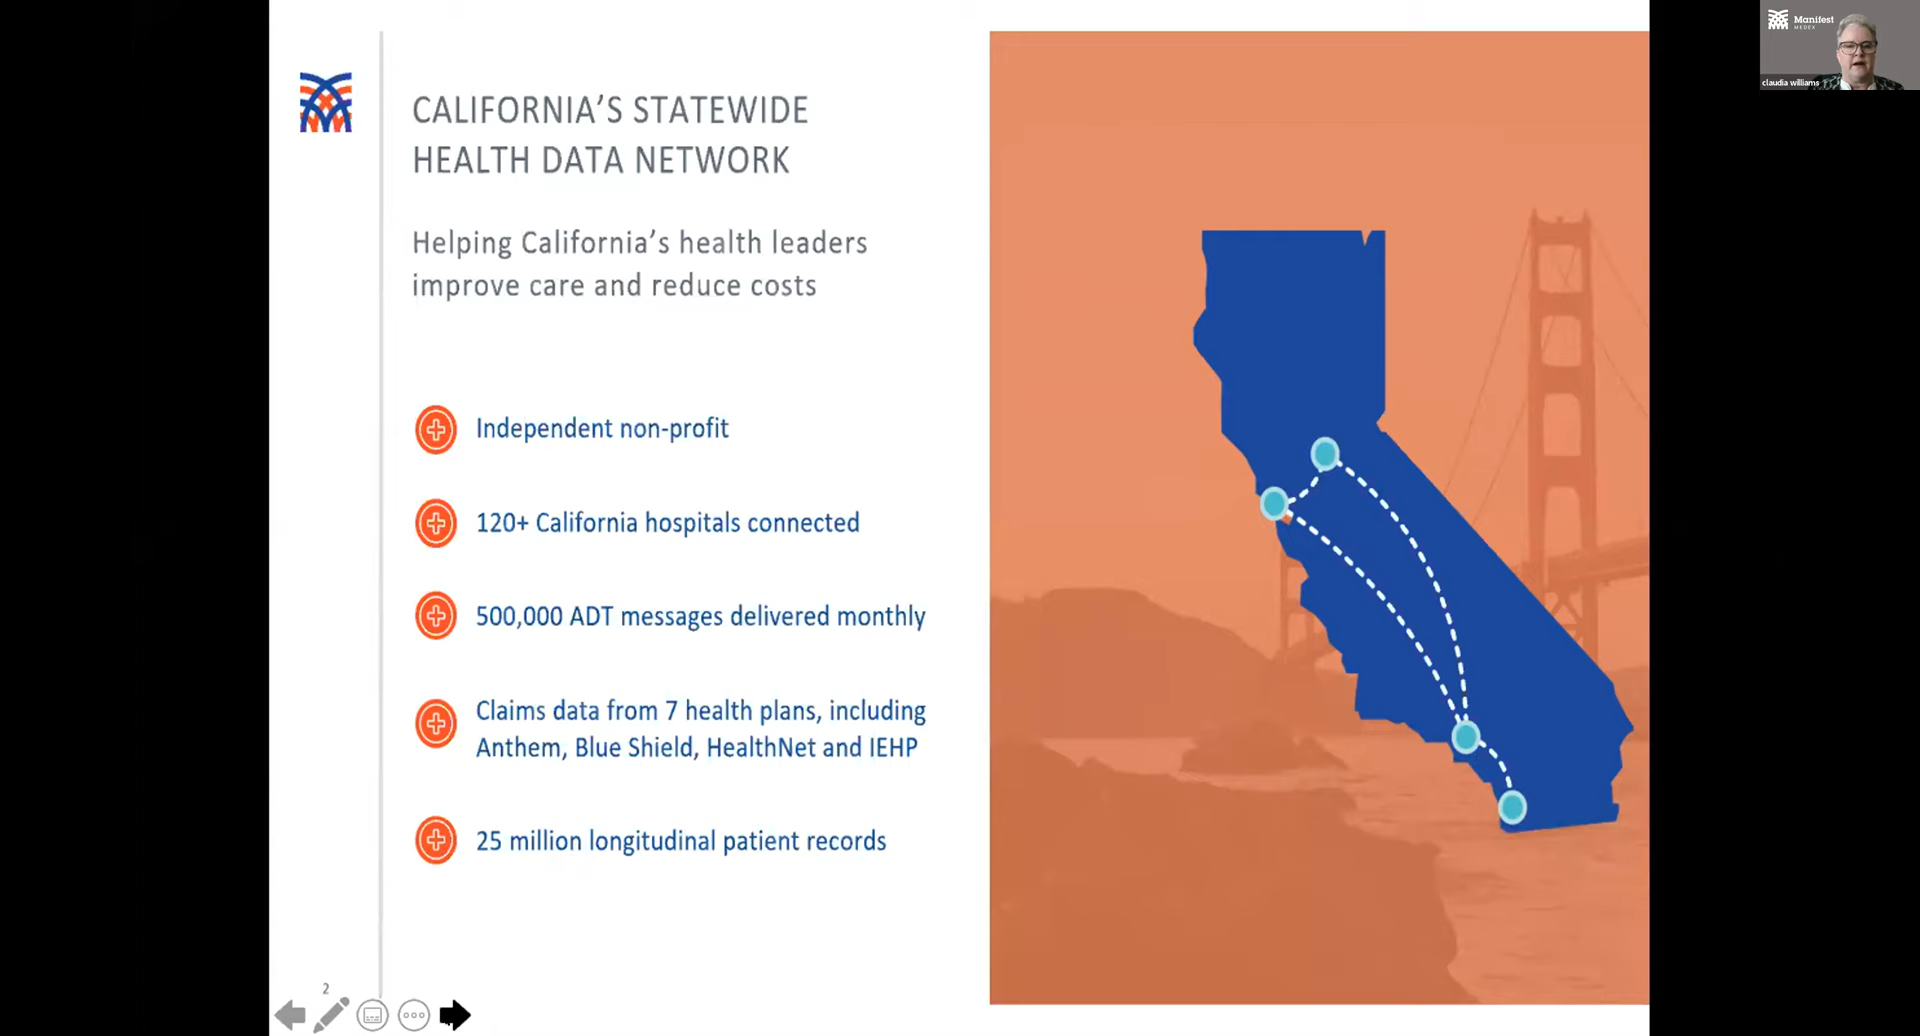 CALIFORNIA’S STATEWIDE
HEALTH DATA NETWORK
Helping California’s health leaders
improve care and reduce costs
Independent non-profit
120+ California hospitals connected
500,000 ADT messages delivered monthly
Claims data from 7 health plans, including
Anthem, Blue Shield, HealthNet and IEHP
25 million longitudinal patient records
2
Manifest
MEDEX
claudia williams